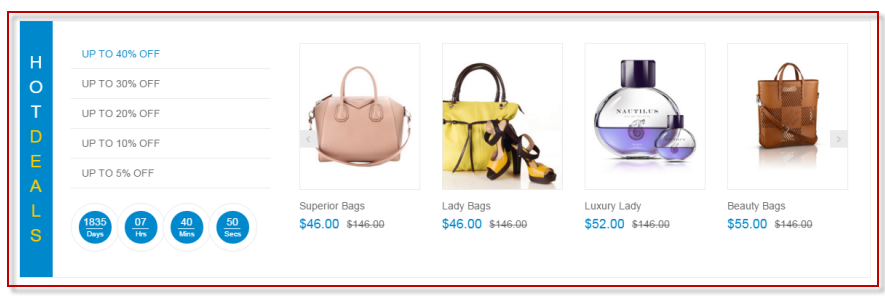 HOT DEALS
UP TO 40% OFF
UP TO 30% OFF
UP TO 20% OFF
UP TO 10% OFF
UP TO 5% OFF
1835 07 40 50
Days Hrs Mins Secs
NAUTILUS
Superior Bags
$46.00 $146.00
Lady Bags
$46.00 $146.00
Luxury Lady
$52.00 $146.00
Beauty Bags
$55.00 $146.00